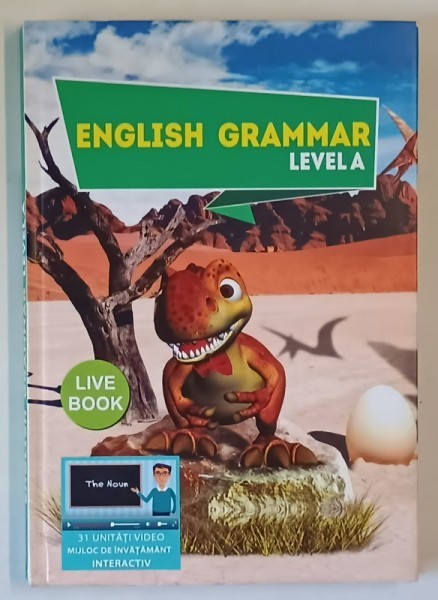 ENGLISH GRAMMAR
LEVEL A
LIVE
BOOK
The Noun
31 UNITĂȚI VIDEO
MIJLOC DE ÎNVĂȚĂMÂNT
INTERACTIV